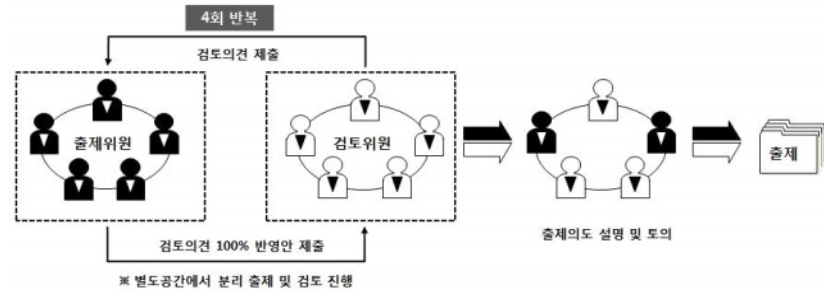 4회 반복
검토의견 제출
출제위원
검토위원
출제
출제의도 설명 및 토의
검토의견 100% 반영안 제출
※ 별도공간에서 분리 출제 및 검토 진행